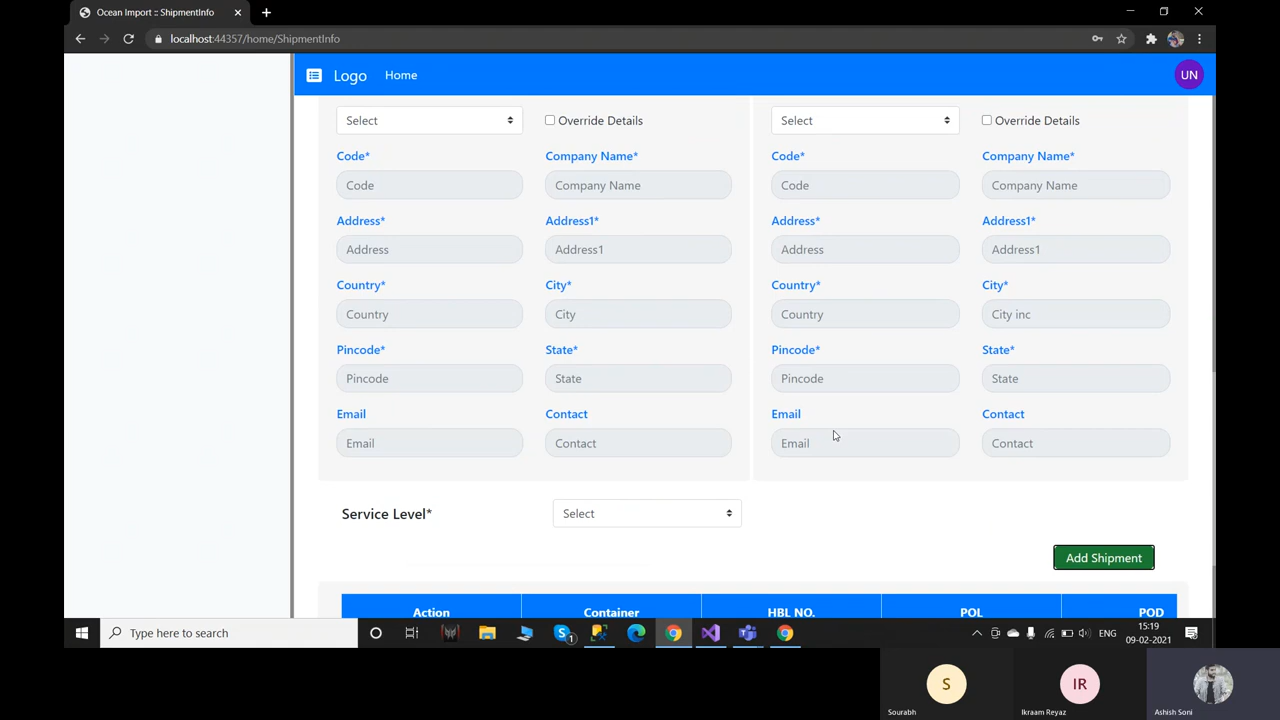 Ocean Import :: ShipmentInfo
localhost:44357/home/ShipmentInfo
Logo Home UN
Select Override Details Select Override Details
Code* Company Name* Code* Company Name*
Code Company Name Code Company Name
Address* Address1* Address* Address1*
Address Address1 Address Address1
Country* City* Country* City*
Country City Country City inc
Pincode* State* Pincode* State*
Pincode State Pincode State
Email Contact Email Contact
Email Contact Email Contact
Service Level* Select
Add Shipment
Action Container HBL NO. POL POD
Type here to search 1 ENG 15:19
09-02-2021
S IR
Sourabh Ikraam Reyaz Ashish Soni